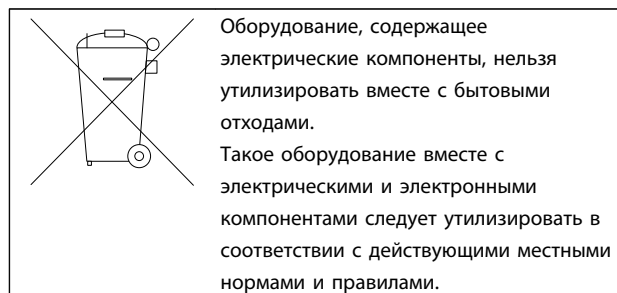 Оборудование, содержащее
электрические компоненты, нельзя
утилизировать вместе с бытовыми
отходами.
Такое оборудование вместе с
электрическими и электронными
компонентами следует утилизировать в
соответствии с действующими местными
нормами и правилами.